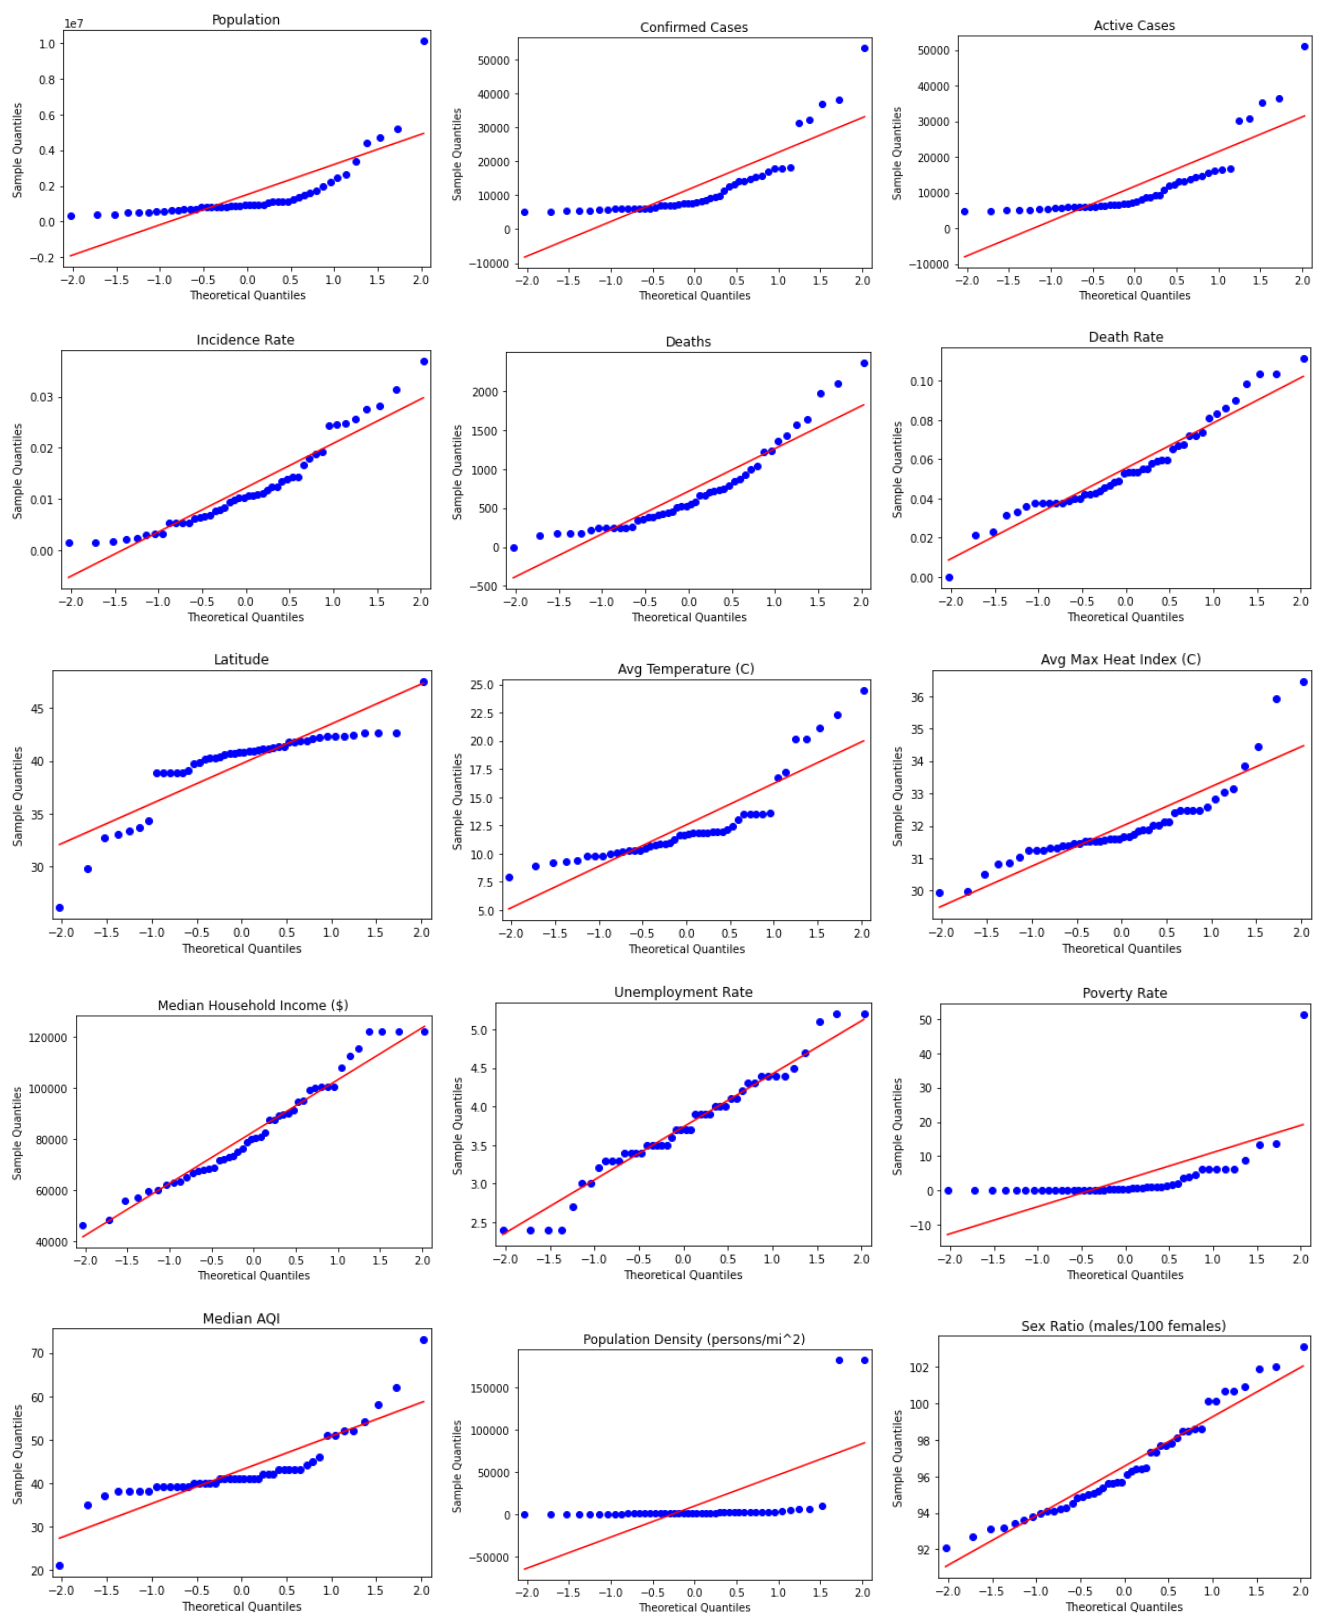 Population
1e7
1.0
0.8
0.6
0.4
0.2
0.0
−0.2
Sample Quantiles
−2.0 −1.5 −1.0 −0.5 0.0 0.5 1.0 1.5 2.0
Theoretical Quantiles
Confirmed Cases
50000
40000
30000
20000
10000
0
−10000
Sample Quantiles
−2.0 −1.5 −1.0 −0.5 0.0 0.5 1.0 1.5 2.0
Theoretical Quantiles
Active Cases
50000
40000
30000
20000
10000
0
−10000
Sample Quantiles
−2.0 −1.5 −1.0 −0.5 0.0 0.5 1.0 1.5 2.0
Theoretical Quantiles
Incidence Rate
0.03
0.02
0.01
0.00
Sample Quantiles
−2.0 −1.5 −1.0 −0.5 0.0 0.5 1.0 1.5 2.0
Theoretical Quantiles
Deaths
2000
1500
1000
500
0
−500
Sample Quantiles
−2.0 −1.5 −1.0 −0.5 0.0 0.5 1.0 1.5 2.0
Theoretical Quantiles
Death Rate
0.10
0.08
0.06
0.04
0.02
0.00
Sample Quantiles
−2.0 −1.5 −1.0 −0.5 0.0 0.5 1.0 1.5 2.0
Theoretical Quantiles
Latitude
45
40
35
30
Sample Quantiles
−2.0 −1.5 −1.0 −0.5 0.0 0.5 1.0 1.5 2.0
Theoretical Quantiles
Avg Temperature (C)
25.0
22.5
20.0
17.5
15.0
12.5
10.0
7.5
5.0
Sample Quantiles
−2.0 −1.5 −1.0 −0.5 0.0 0.5 1.0 1.5 2.0
Theoretical Quantiles
Avg Max Heat Index (C)
36
35
34
33
32
31
30
Sample Quantiles
−2.0 −1.5 −1.0 −0.5 0.0 0.5 1.0 1.5 2.0
Theoretical Quantiles
Median Household Income ($)
120000
100000
80000
60000
40000
Sample Quantiles
−2.0 −1.5 −1.0 −0.5 0.0 0.5 1.0 1.5 2.0
Theoretical Quantiles
Unemployment Rate
5.0
4.5
4.0
3.5
3.0
2.5
Sample Quantiles
−2.0 −1.5 −1.0 −0.5 0.0 0.5 1.0 1.5 2.0
Theoretical Quantiles
Poverty Rate
50
40
30
20
10
0
−10
Sample Quantiles
−2.0 −1.5 −1.0 −0.5 0.0 0.5 1.0 1.5 2.0
Theoretical Quantiles
Median AQI
70
60
50
40
30
20
Sample Quantiles
−2.0 −1.5 −1.0 −0.5 0.0 0.5 1.0 1.5 2.0
Theoretical Quantiles
Population Density (persons/mi^2)
150000
100000
50000
0
−50000
Sample Quantiles
−2.0 −1.5 −1.0 −0.5 0.0 0.5 1.0 1.5 2.0
Theoretical Quantiles
Sex Ratio (males/100 females)
102
100
98
96
94
92
Sample Quantiles
−2.0 −1.5 −1.0 −0.5 0.0 0.5 1.0 1.5 2.0
Theoretical Quantiles